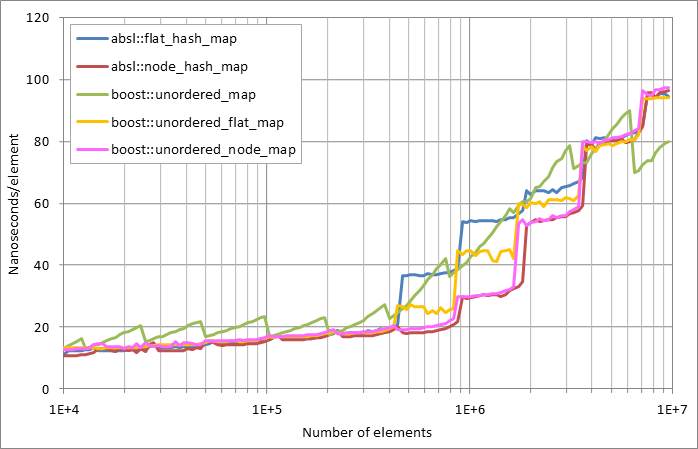 120
100
80
60
40
20
0
Nanoseconds/element
absl::flat_hash_map
absl::node_hash_map
boost::unordered_map
boost::unordered_flat_map
boost::unordered_node_map
1E+4 1E+5 1E+6 1E+7
Number of elements